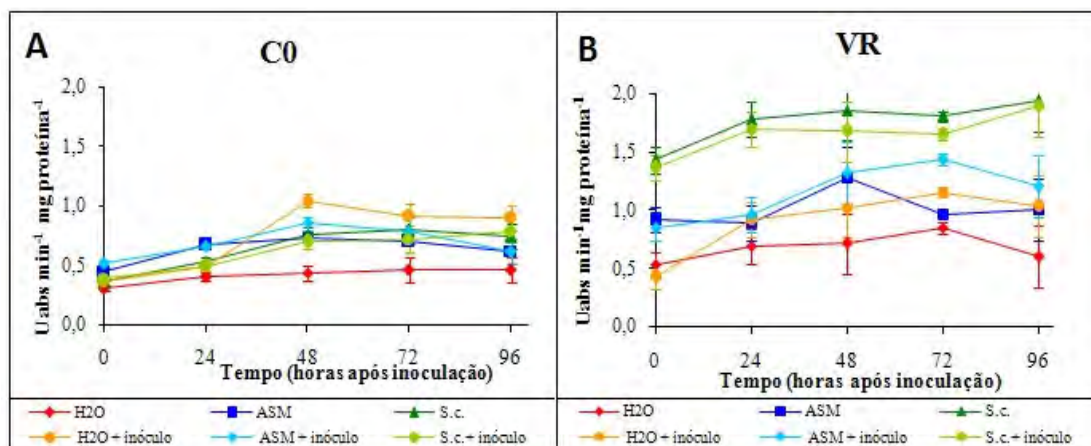 A
C0
Uabs min⁻¹ mg proteína⁻¹
2,0
1,5
1,0
0,5
0,0
0 24 48 72 96
Tempo (horas após inoculação)
H2O ASM S.c.
H2O + inóculo ASM + inóculo S.c. + inóculo
B
VR
Uabs min⁻¹mg proteína⁻¹
2,0
1,5
1,0
0,5
0,0
0 24 48 72 96
Tempo (horas após inoculação)
H2O ASM S.c.
H2O + inóculo ASM + inóculo S.c. + inóculo